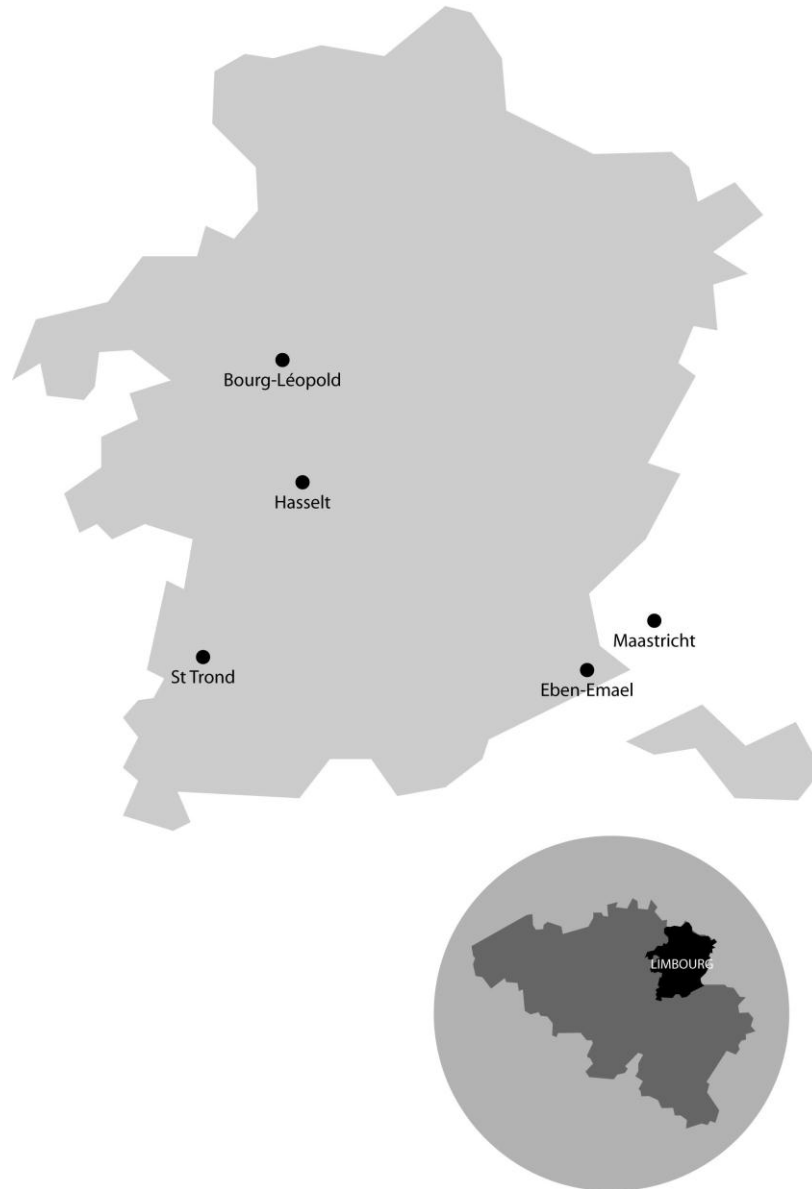 Bourg-Léopold
Hasselt
Maastricht
St Trond
Eben-Emael
LIMBOURG